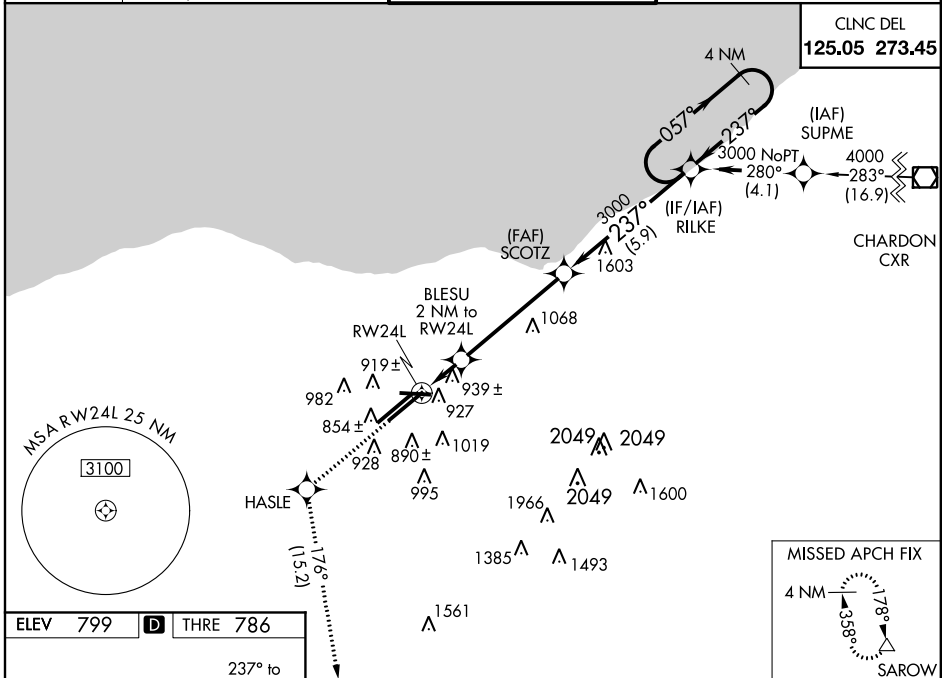 CLNC DEL
125.05 273.45
4 NM
057°
237°
(IAF)
SUPME
3000 NoPT
280°
(4.1)
4000
283°
(16.9)
(IF/IAF)
RILKE
CHARDON
CXR
3000
237°
(5.9)
(FAF)
SCOTZ
1603
BLESU
2 NM to
RW24L
1068
RW24L
919±
982
939±
927
854±
928
890±
1019
995
2049
2049
2049
1600
1966
1385
1493
1561
MSA RW24L 25 NM
3100
HASLE
176°
(15.2)
MISSED APCH FIX
4 NM
178°
358°
SAROW
ELEV 799 D THRE 786
237° to